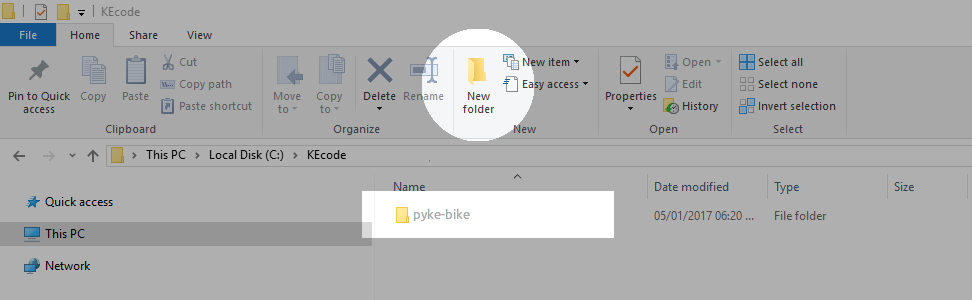 KEcode
File Home Share View
Pin to Quick access
Copy
Paste
Cut
Copy path
Paste shortcut
Clipboard
Move to
Copy to
Delete
Rename
Organize
New folder
New item
Easy access
New
Properties
Open
Edit
History
Open
Select all
Select none
Invert selection
Select
This PC Local Disk (C:) KEcode
Quick access
This PC
Network
Name Date modified Type Size
pyke-bike 05/01/2017 06:20 ... File folder